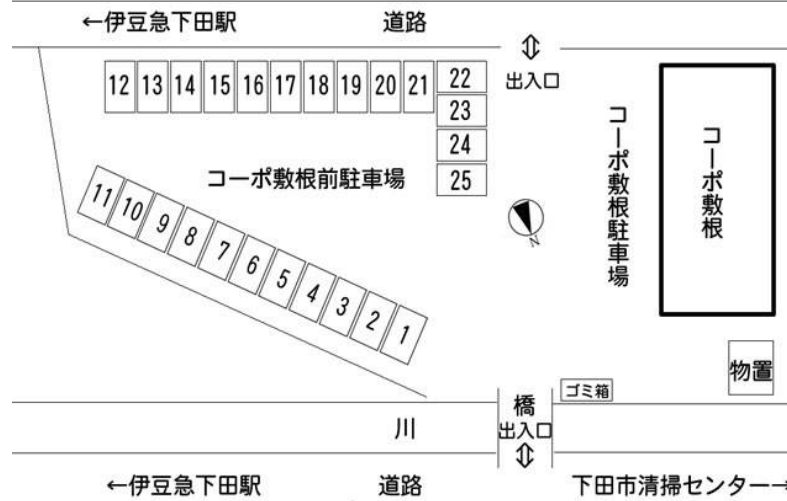 ←伊豆急下田駅 道路
出入口
12 13 14 15 16 17 18 19 20 21 22
23
24
25
コーポ敷根前駐車場
コーポ敷根駐車場
コーポ敷根
N
11 10 9 8 7 6 5 4 3 2 1
物置
ゴミ箱
橋
出入口
川
←伊豆急下田駅 道路 下田市清掃センター→